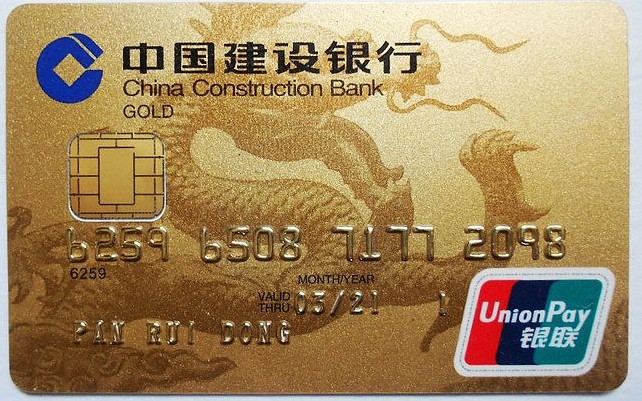 中国建设银行
China Construction Bank
GOLD
6259 6508 7177 2098
6259
MONTH/YEAR
VALID THRU 03/21 1
PAN RUI DONG
UnionPay
银联